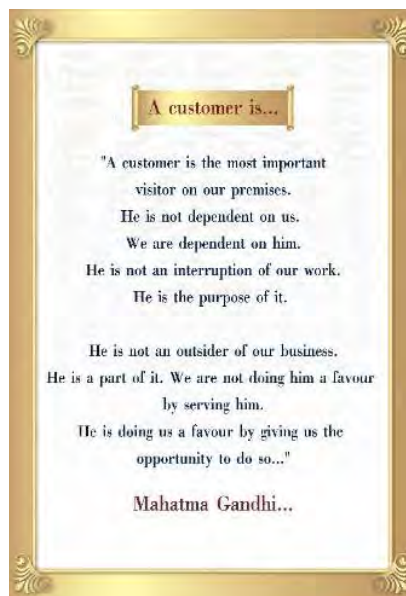 A customer is...
"A customer is the most important
visitor on our premises.
He is not dependent on us.
We are dependent on him.
He is not an interruption of our work.
He is the purpose of it.
He is not an outsider of our business.
He is a part of it. We are not doing him a favour
by serving him.
He is doing us a favour by giving us the
opportunity to do so..."
Mahatma Gandhi...